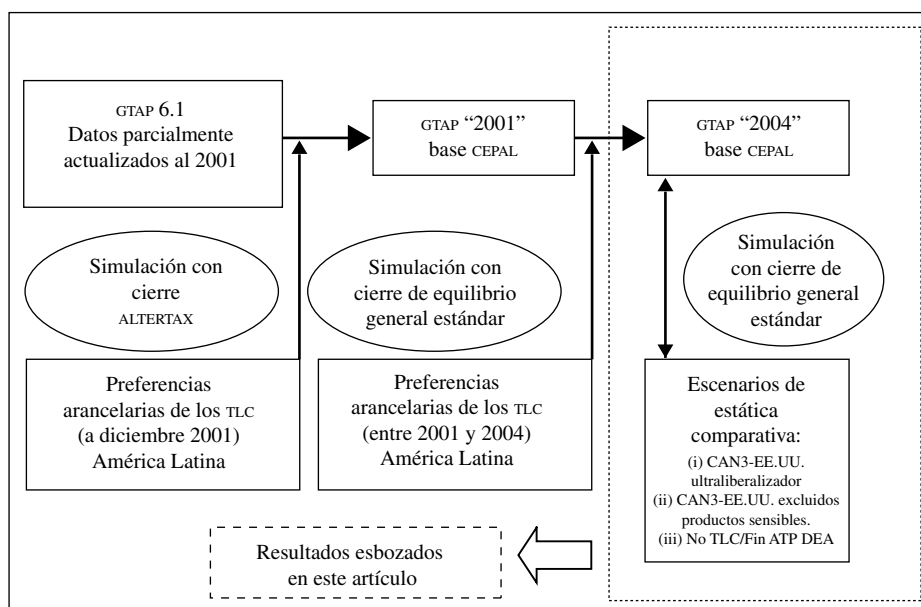 GTAP 6.1
Datos parcialmente
actualizados al 2001
GTAP “2001”
base CEPAL
GTAP “2004”
base CEPAL
Simulación con
cierre
ALTERTAX
Simulación con
cierre de equilibrio
general estándar
Simulación
con cierre de
equilibrio general
estándar
Preferencias
arancelarias de los TLC
(a diciembre 2001)
América Latina
Preferencias
arancelarias de los TLC
(entre 2001 y 2004)
América Latina
Escenarios de
estática
comparativa:
(i) CAN3-EE.UU.
ultraliberalizador
(ii) CAN3-EE.UU. excluidos
productos sensibles.
(iii) No TLC/Fin ATP DEA
Resultados esbozados
en este artículo